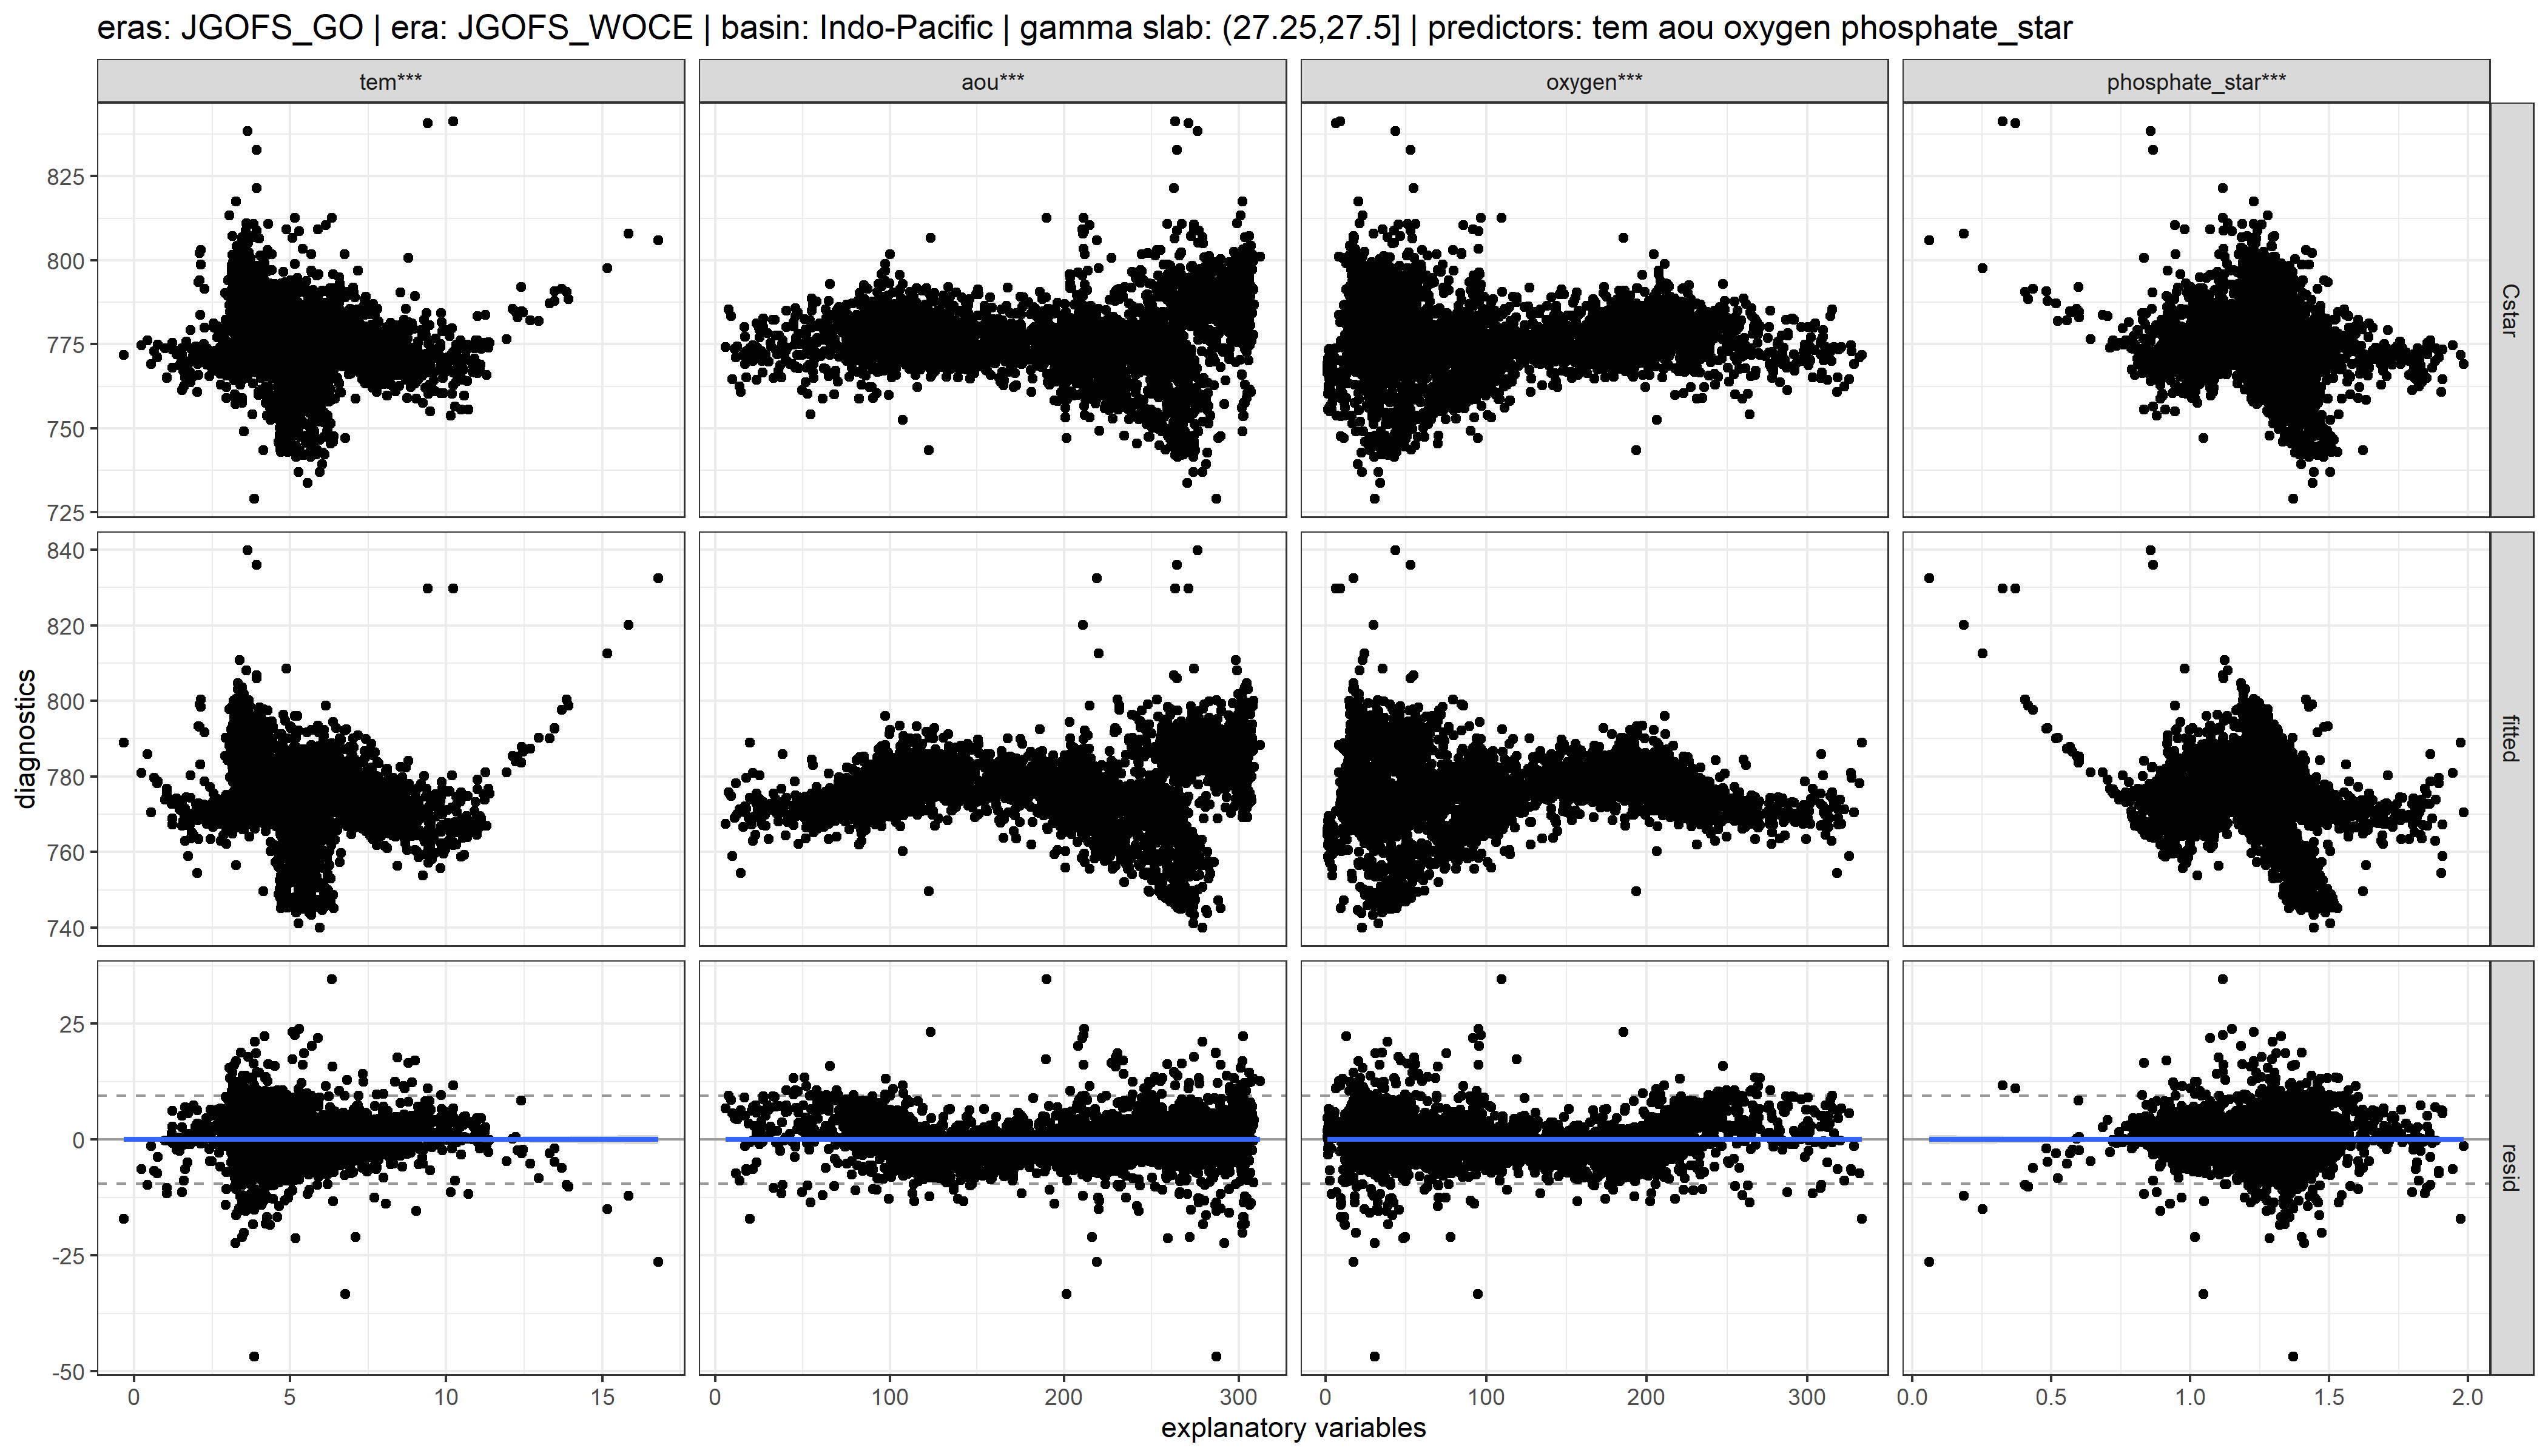 eras: JGOFS_GO | era: JGOFS_WOCE | basin: Indo-Pacific | gamma slab: (27.25,27.5] | predictors: tem aou oxygen phosphate_star
tem*** aou*** oxygen*** phosphate_star***
825
800
775
750
725
Cstar
840
820
800
780
760
740
fitted
diagnostics
25
0
-25
-50
resid
0 5 10 15 0 100 200 300 0 100 200 300 0.0 0.5 1.0 1.5 2.0
explanatory variables